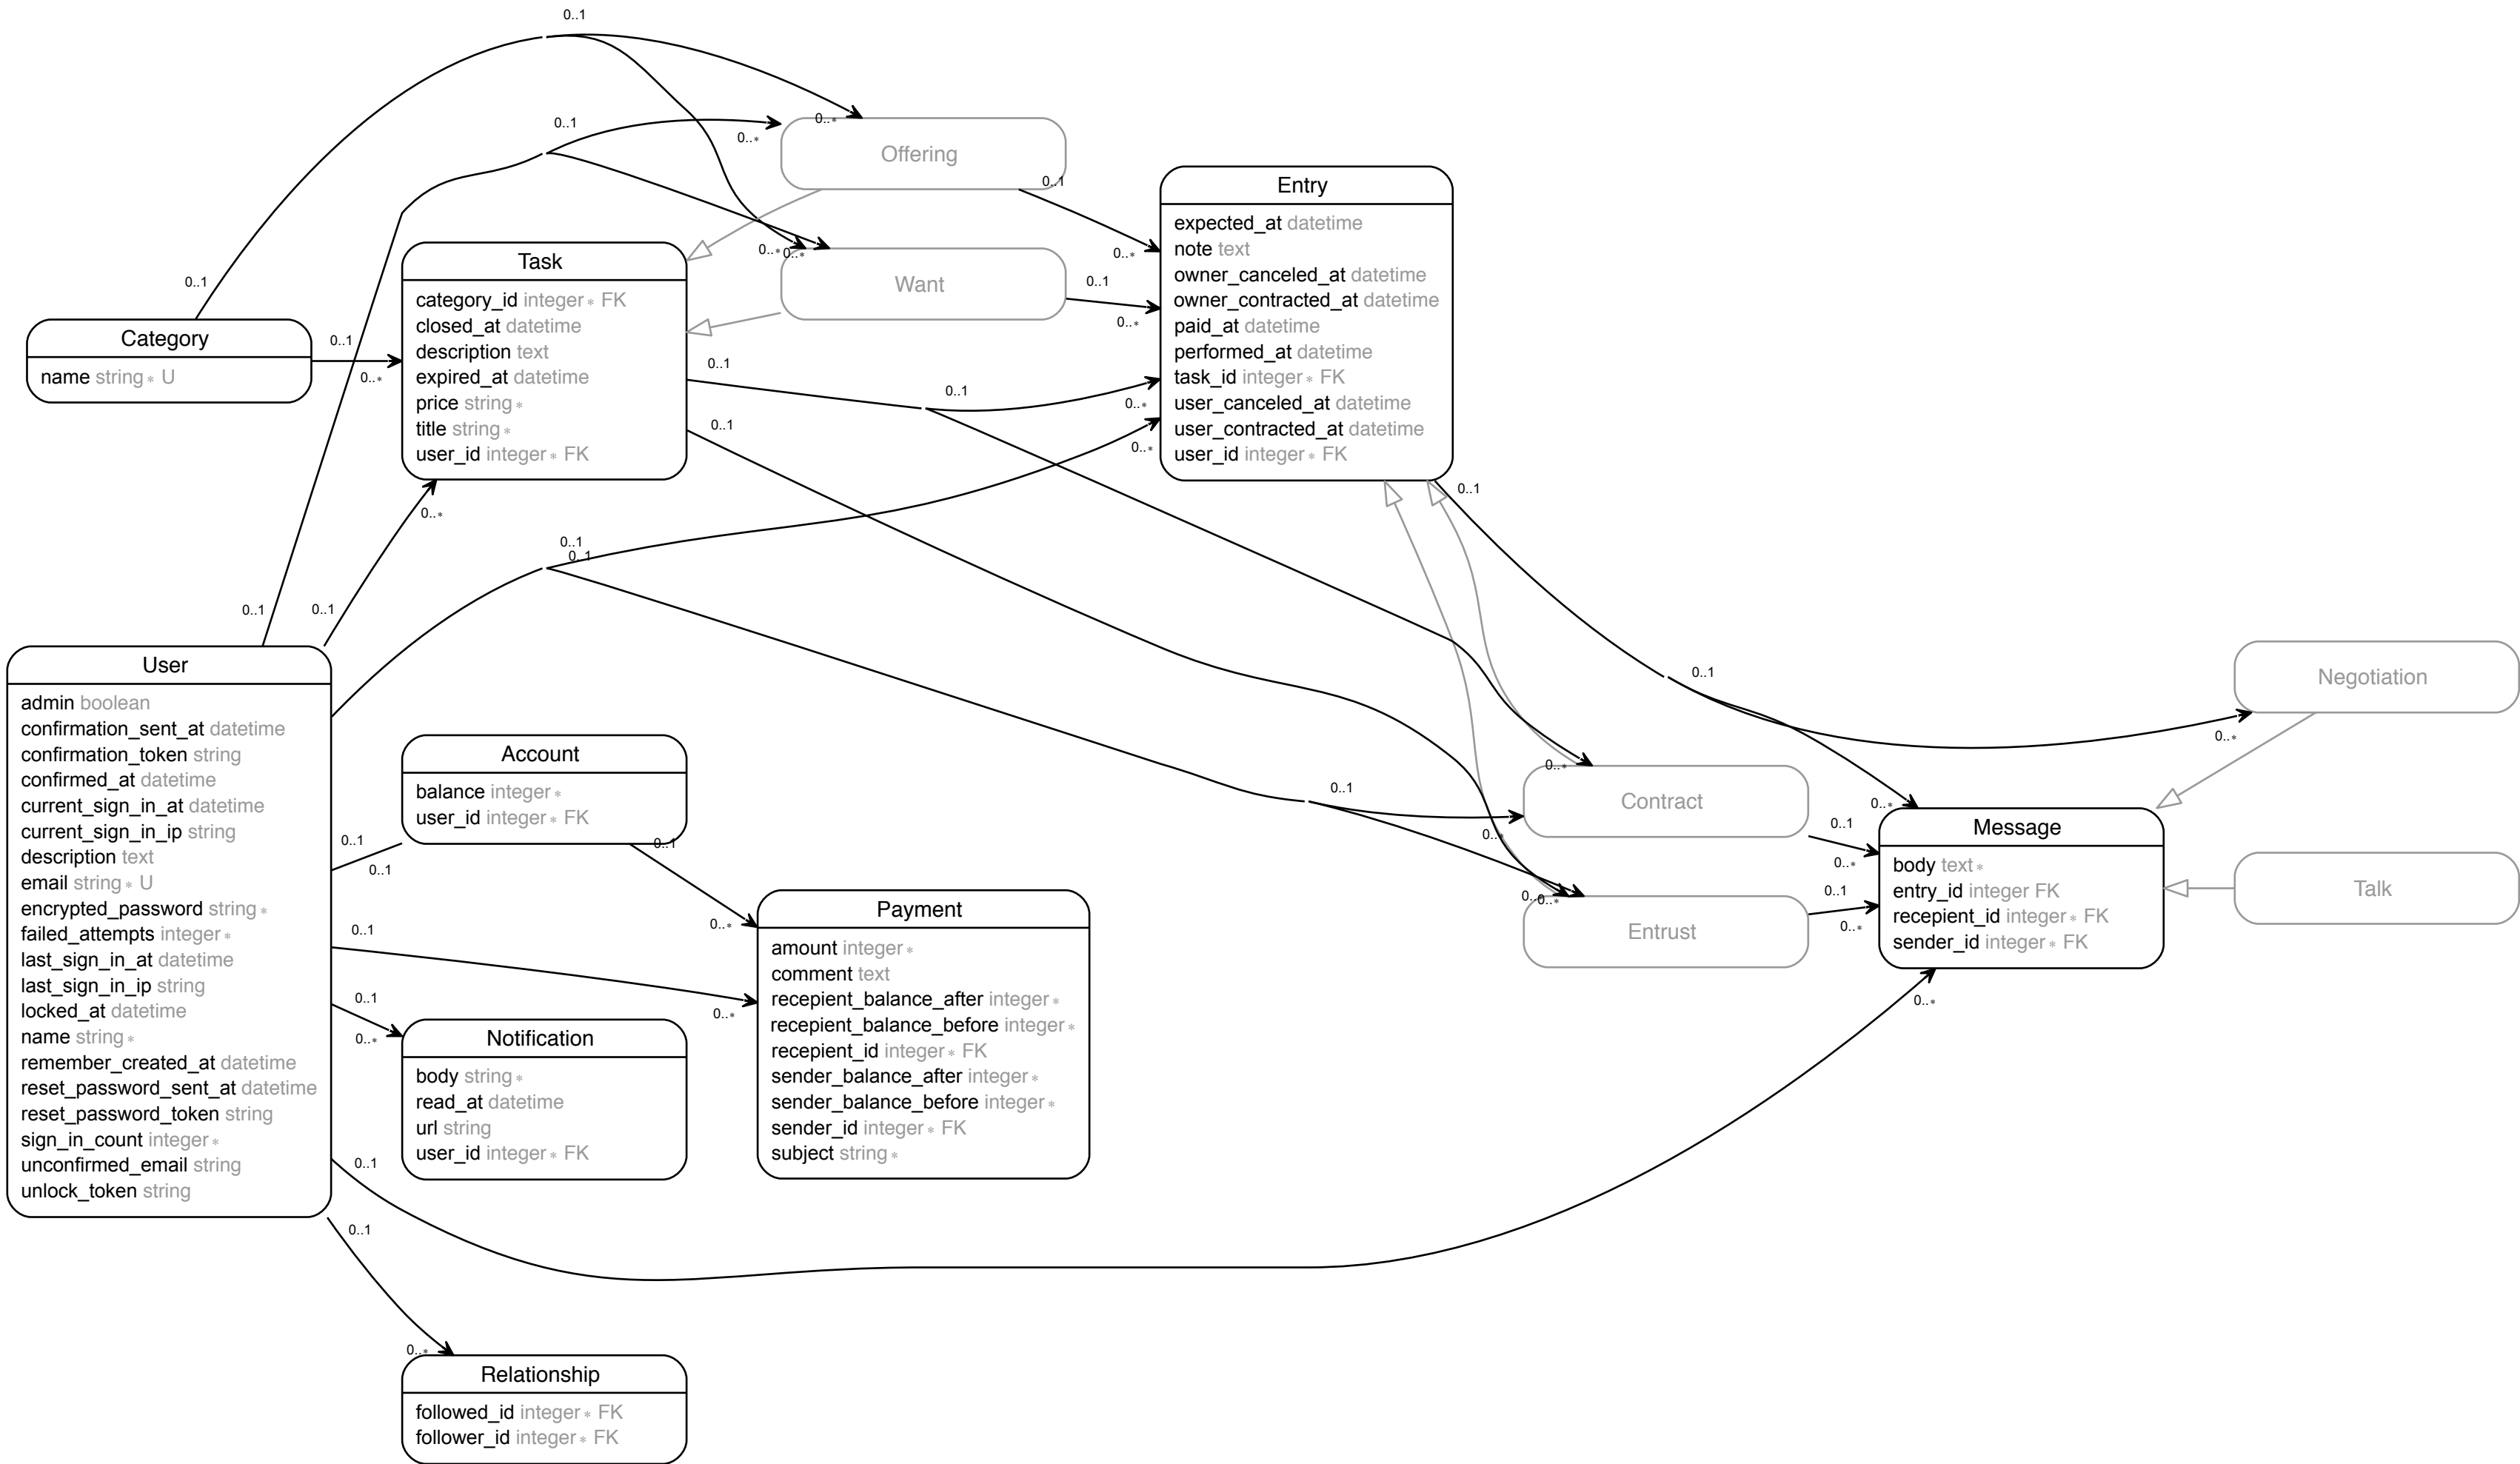 0..1
0..1
0..*
0..*
Offering
0..1
Entry
expected_at datetime
note text
owner_canceled_at datetime
owner_contracted_at datetime
paid_at datetime
performed_at datetime
task_id integer * FK
user_canceled_at datetime
user_contracted_at datetime
user_id integer * FK
0..*
0..*
0..*
Want
0..1
0..*
Task
category_id integer * FK
closed_at datetime
description text
expired_at datetime
price string *
title string *
user_id integer * FK
0..1
Category
name string * U
0..1
0..*
0..1
0..1
0..*
0..1
0..*
0..*
0..1
0..1
0..1
0..1
0..1
User
admin boolean
confirmation_sent_at datetime
confirmation_token string
confirmed_at datetime
current_sign_in_at datetime
current_sign_in_ip string
description text
email string * U
encrypted_password string *
failed_attempts integer *
last_sign_in_at datetime
last_sign_in_ip string
locked_at datetime
name string *
remember_created_at datetime
reset_password_sent_at datetime
reset_password_token string
sign_in_count integer *
unconfirmed_email string
unlock_token string
0..1
Negotiation
0..*
Account
balance integer *
user_id integer * FK
0..1
0..1
0..1
0..*
Contract
0..1
0..*
0..1
0..*
Message
body text *
entry_id integer FK
recepient_id integer * FK
sender_id integer * FK
Talk
0..*
0..*
Entrust
0..1
0..*
0..*
Payment
amount integer *
comment text
recepient_balance_after integer *
recepient_balance_before integer *
recepient_id integer * FK
sender_balance_after integer *
sender_balance_before integer *
sender_id integer * FK
subject string *
0..*
0..1
0..*
0..1
0..*
Notification
body string *
read_at datetime
url string
user_id integer * FK
0..1
0..*
0..1
0..*
Relationship
followed_id integer * FK
follower_id integer * FK